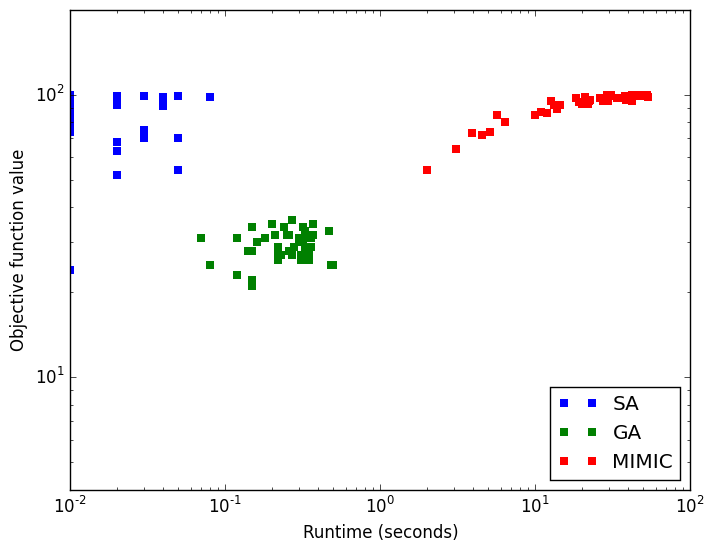 Objective function value
10²
10¹
10⁻² 10⁻¹ 10⁰ 10¹ 10²
Runtime (seconds)
SA
GA
MIMIC